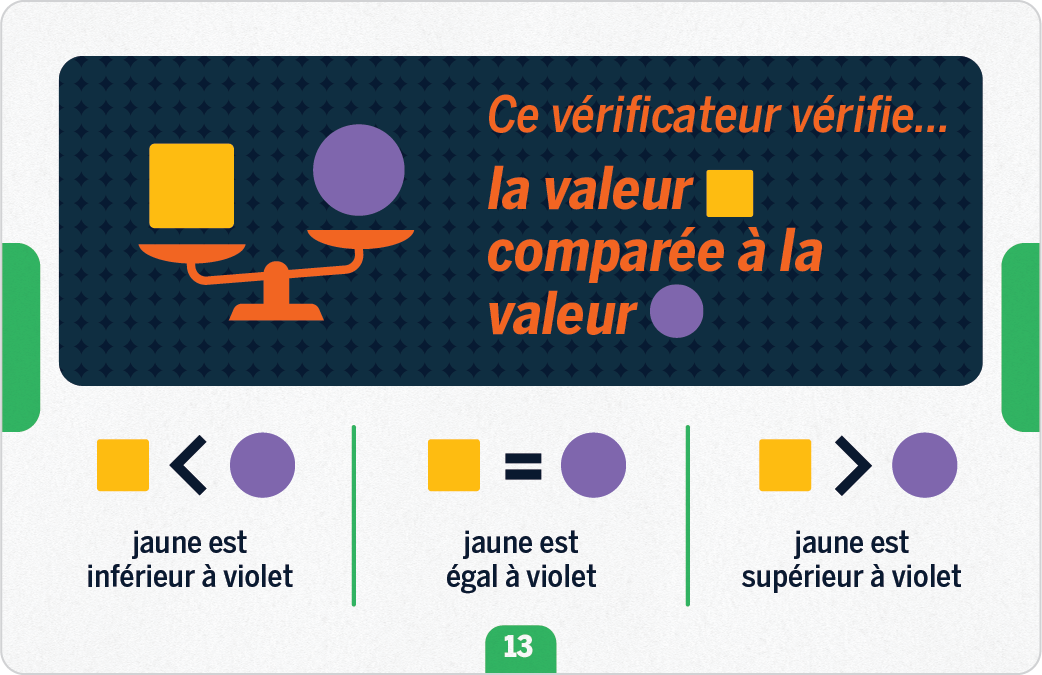 Ce vérificateur vérifie...
la valeur
comparée à la
valeur
<
jaune est
inférieur à violet
=
jaune est
égal à violet
>
jaune est
supérieur à violet
13